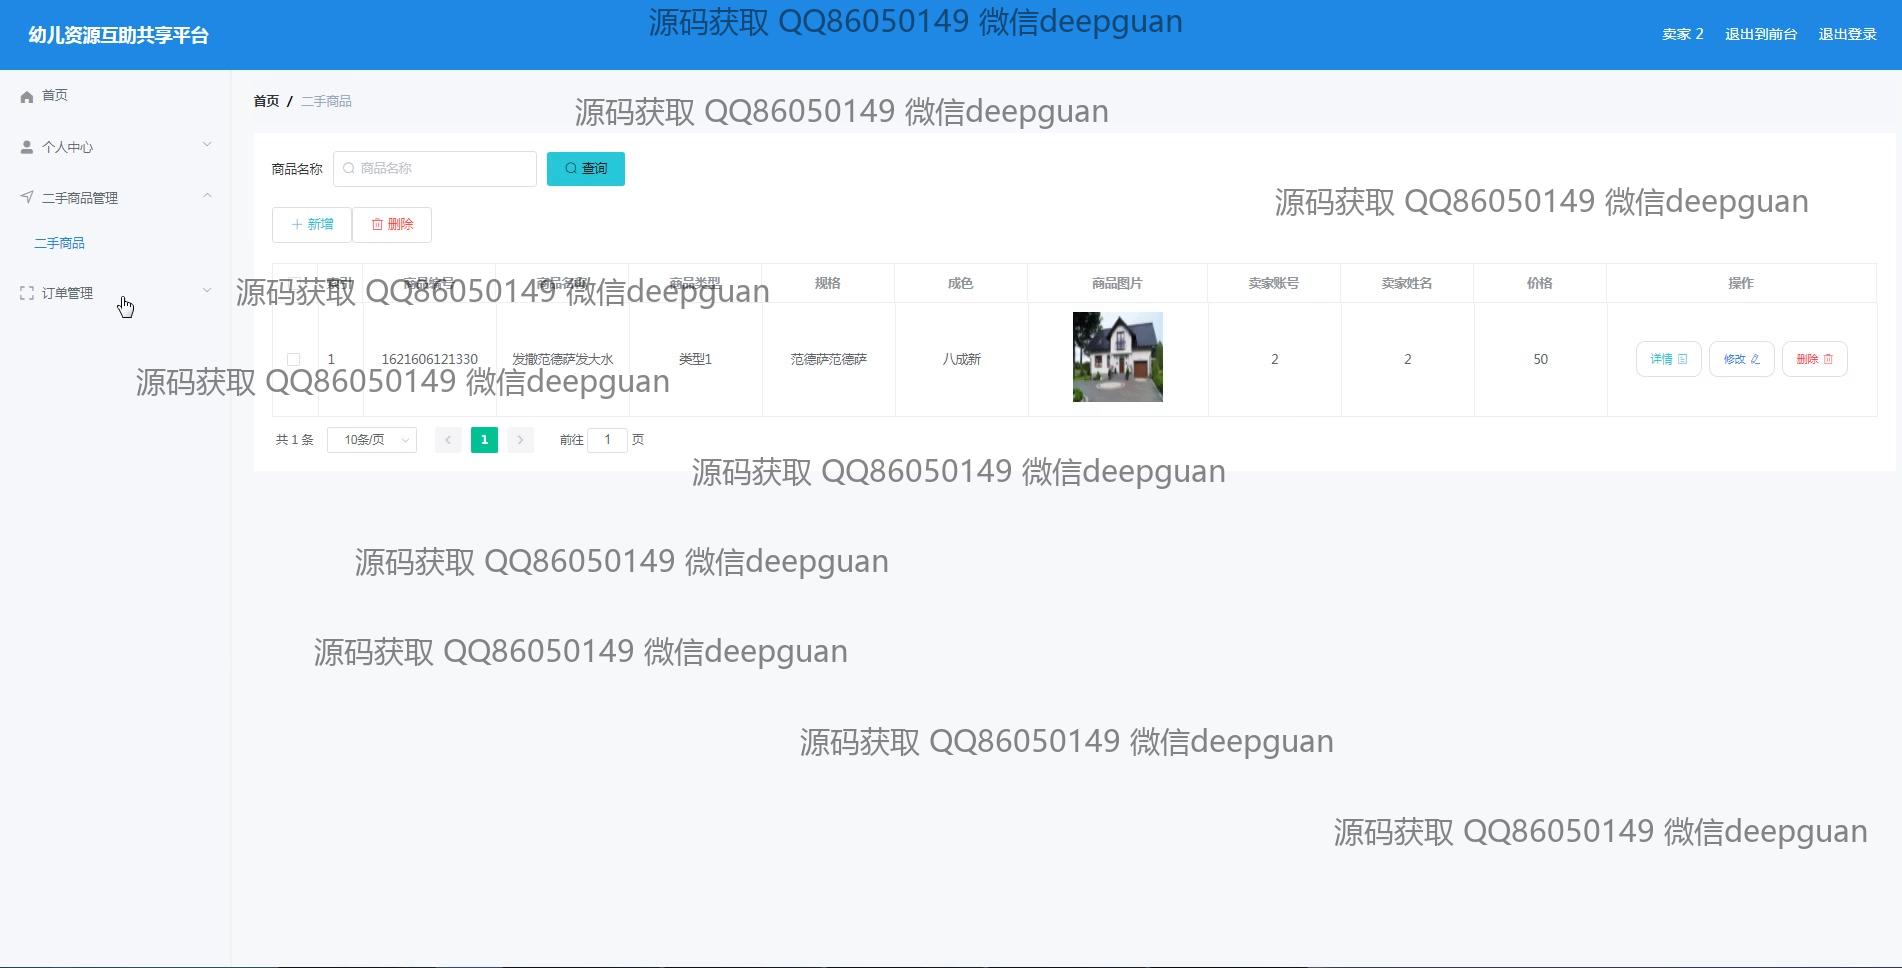 源码获取 QQ86050149 微信deepguan
幼儿资源互助共享平台
卖家 2 退出到前台 退出登录
首页
首页 / 二手商品
源码获取 QQ86050149 微信deepguan
个人中心
商品名称 商品名称 查询
二手商品管理
源码获取 QQ86050149 微信deepguan
新增 删除
二手商品
订单管理
索引 商品编号 商品名称 商品类型 规格 成色 商品图片 卖家账号 卖家姓名 价格 操作
源码获取 QQ86050149 微信deepguan
1 1621606121330 发撒范德萨发大水 类型1 范德萨范德萨 八成新 2 2 50 详情 修改 删除
源码获取 QQ86050149 微信deepguan
共 1 条 10条/页 1 前往 1 页
源码获取 QQ86050149 微信deepguan
源码获取 QQ86050149 微信deepguan
源码获取 QQ86050149 微信deepguan
源码获取 QQ86050149 微信deepguan
源码获取 QQ86050149 微信deepguan